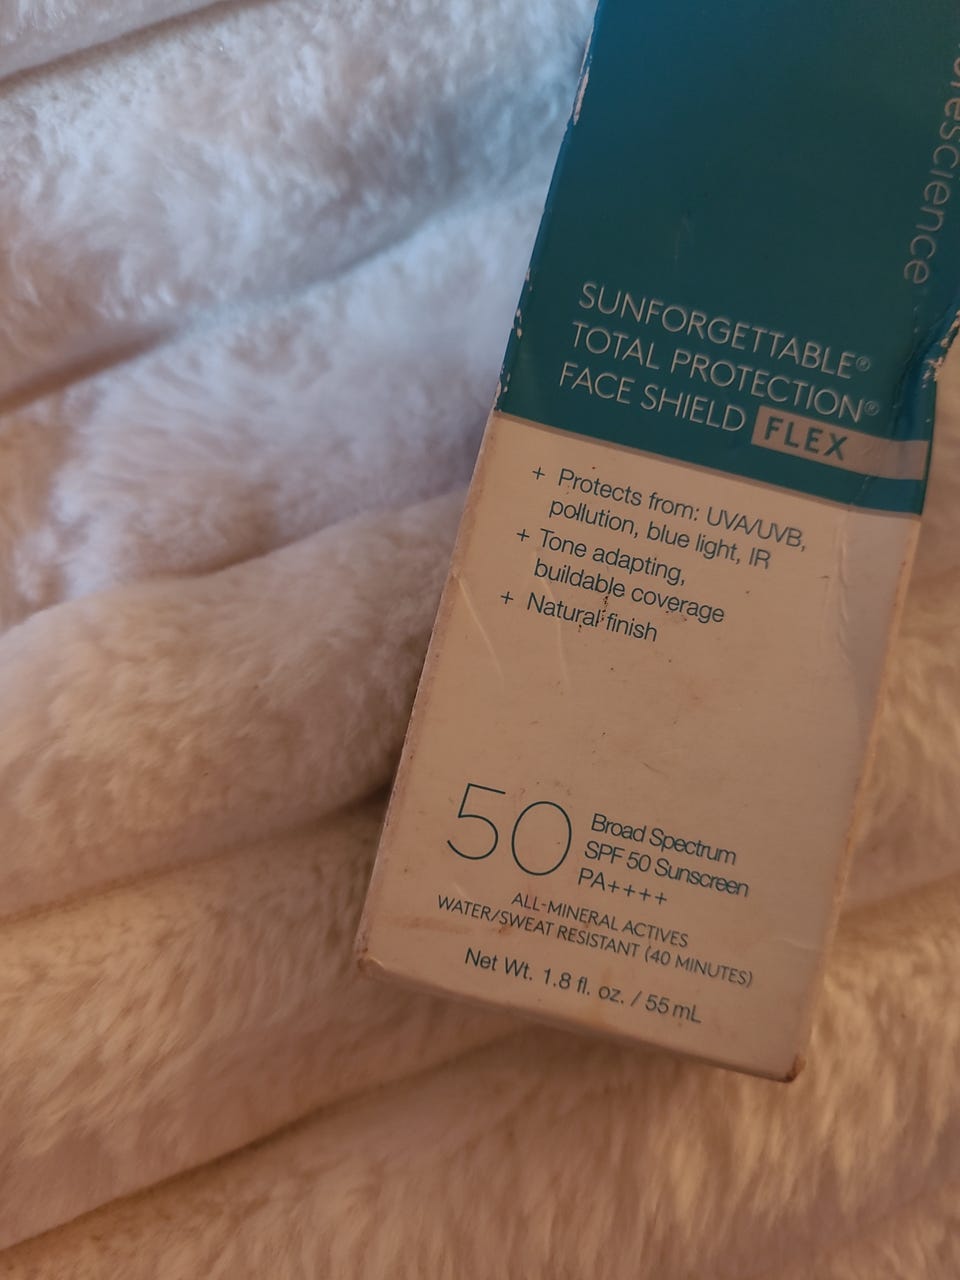 SUNFORGETTABLE®
TOTAL PROTECTION®
FACE SHIELD FLEX
+ Protects from: UVA/UVB,
pollution, blue light, IR
+ Tone adapting,
buildable coverage
+ Natural finish
50
Broad Spectrum
SPF 50 Sunscreen
PA++++
ALL-MINERAL ACTIVES
WATER/SWEAT RESISTANT (40 MINUTES)
Net Wt. 1.8 fl. oz. / 55 mL